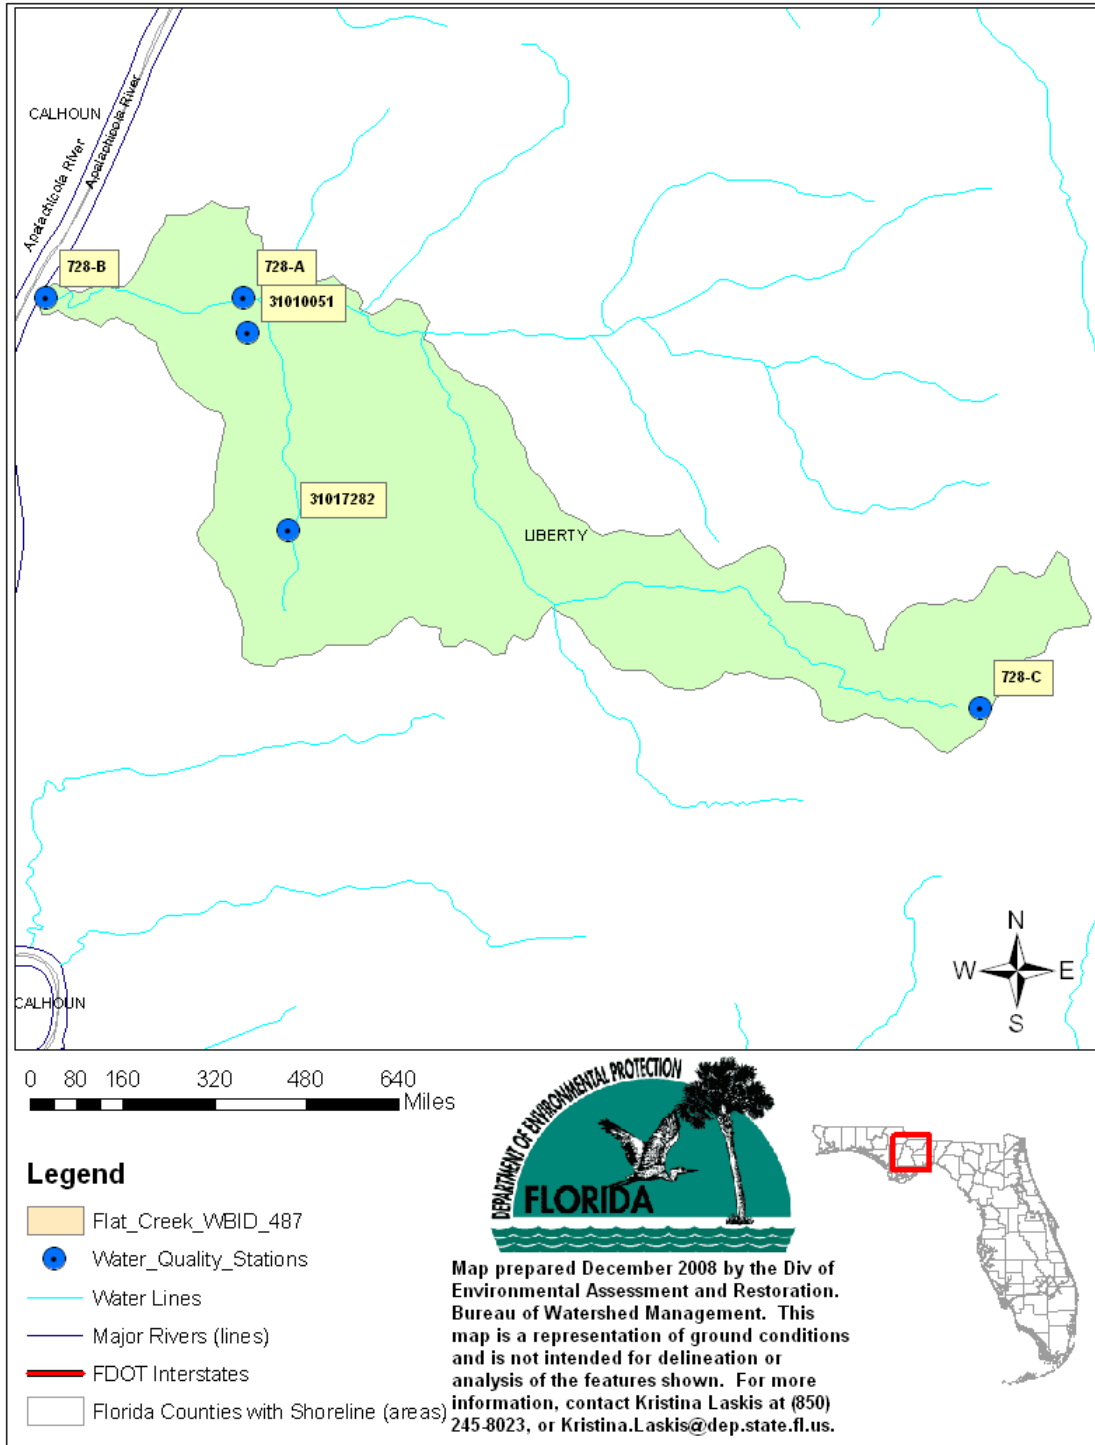 CALHOUN
Apalachicola River
Apalachicola River
728-B
728-A
31010051
31017282
LIBERTY
728-C
N
W E
S
CALHOUN
0 80 160 320 480 640
Miles
DEPARTMENT OF ENVIRONMENTAL PROTECTION
FLORIDA
Legend
Flat_Creek_WBID_487
Water_Quality_Stations
Water Lines
Major Rivers (lines)
FDOT Interstates
Florida Counties with Shoreline (areas)
Map prepared December 2008 by the Div of
Environmental Assessment and Restoration.
Bureau of Watershed Management. This
map is a representation of ground conditions
and is not intended for delineation or
analysis of the features shown. For more
information, contact Kristina Laskis at (850)
245-8023, or Kristina.Laskis@dep.state.fl.us.